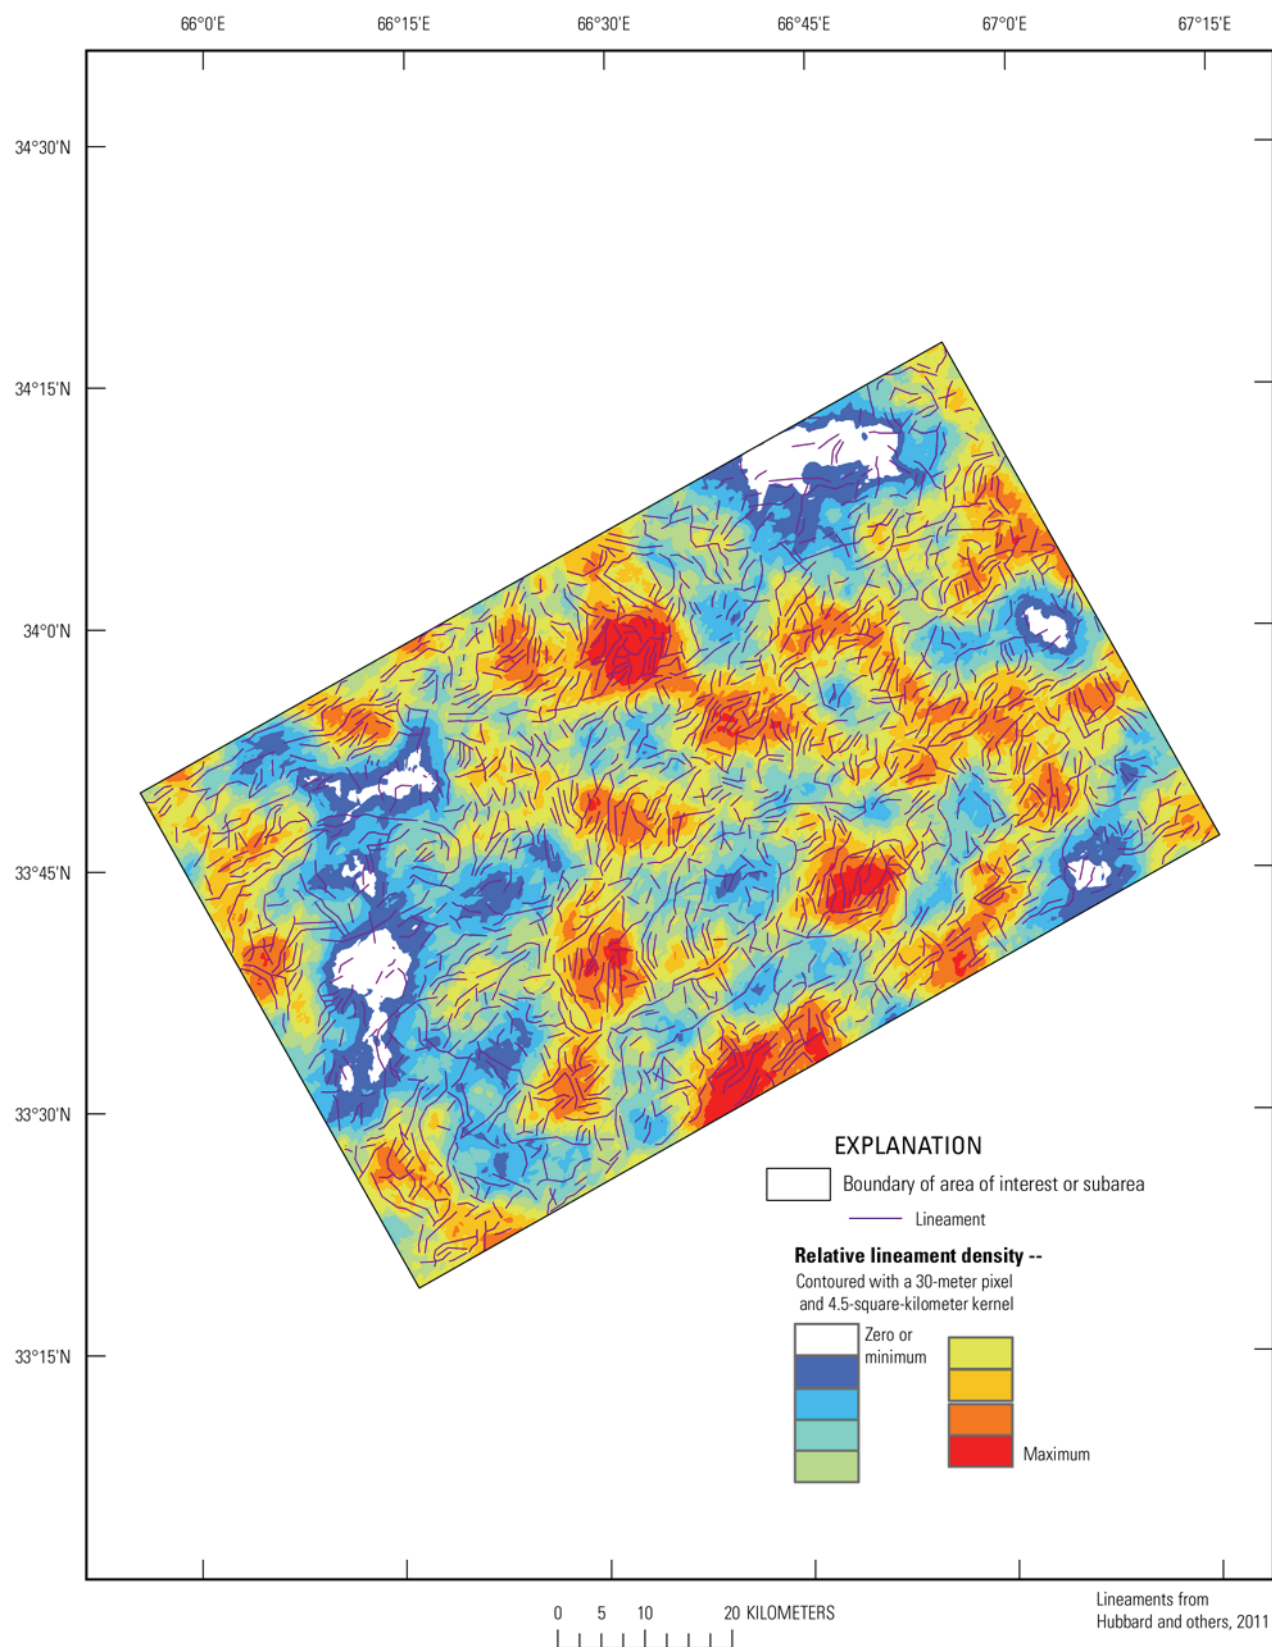 66°0'E 66°15'E 66°30'E 66°45'E 67°0'E 67°15'E
34°30'N
34°15'N
34°0'N
33°45'N
33°30'N
33°15'N
EXPLANATION
Boundary of area of interest or subarea
Lineament
Relative lineament density --
Contoured with a 30-meter pixel
and 4.5-square-kilometer kernel
Zero or
minimum
Maximum
0 5 10 20 KILOMETERS
Lineaments from
Hubbard and others, 2011